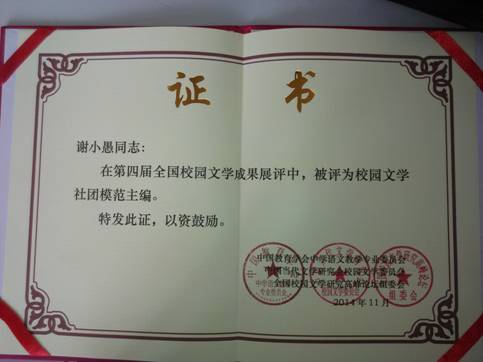 证 书
谢小愚同志：
在第四届全国校园文学成果展评中，被评为校园文学
社团模范主编。
特发此证，以资鼓励。
中国教育学会中学语文教学专业委员会
中国当代文学研究会校园文学委员会
全国校园文学研究高峰论坛组委会
2014年11月
组委会